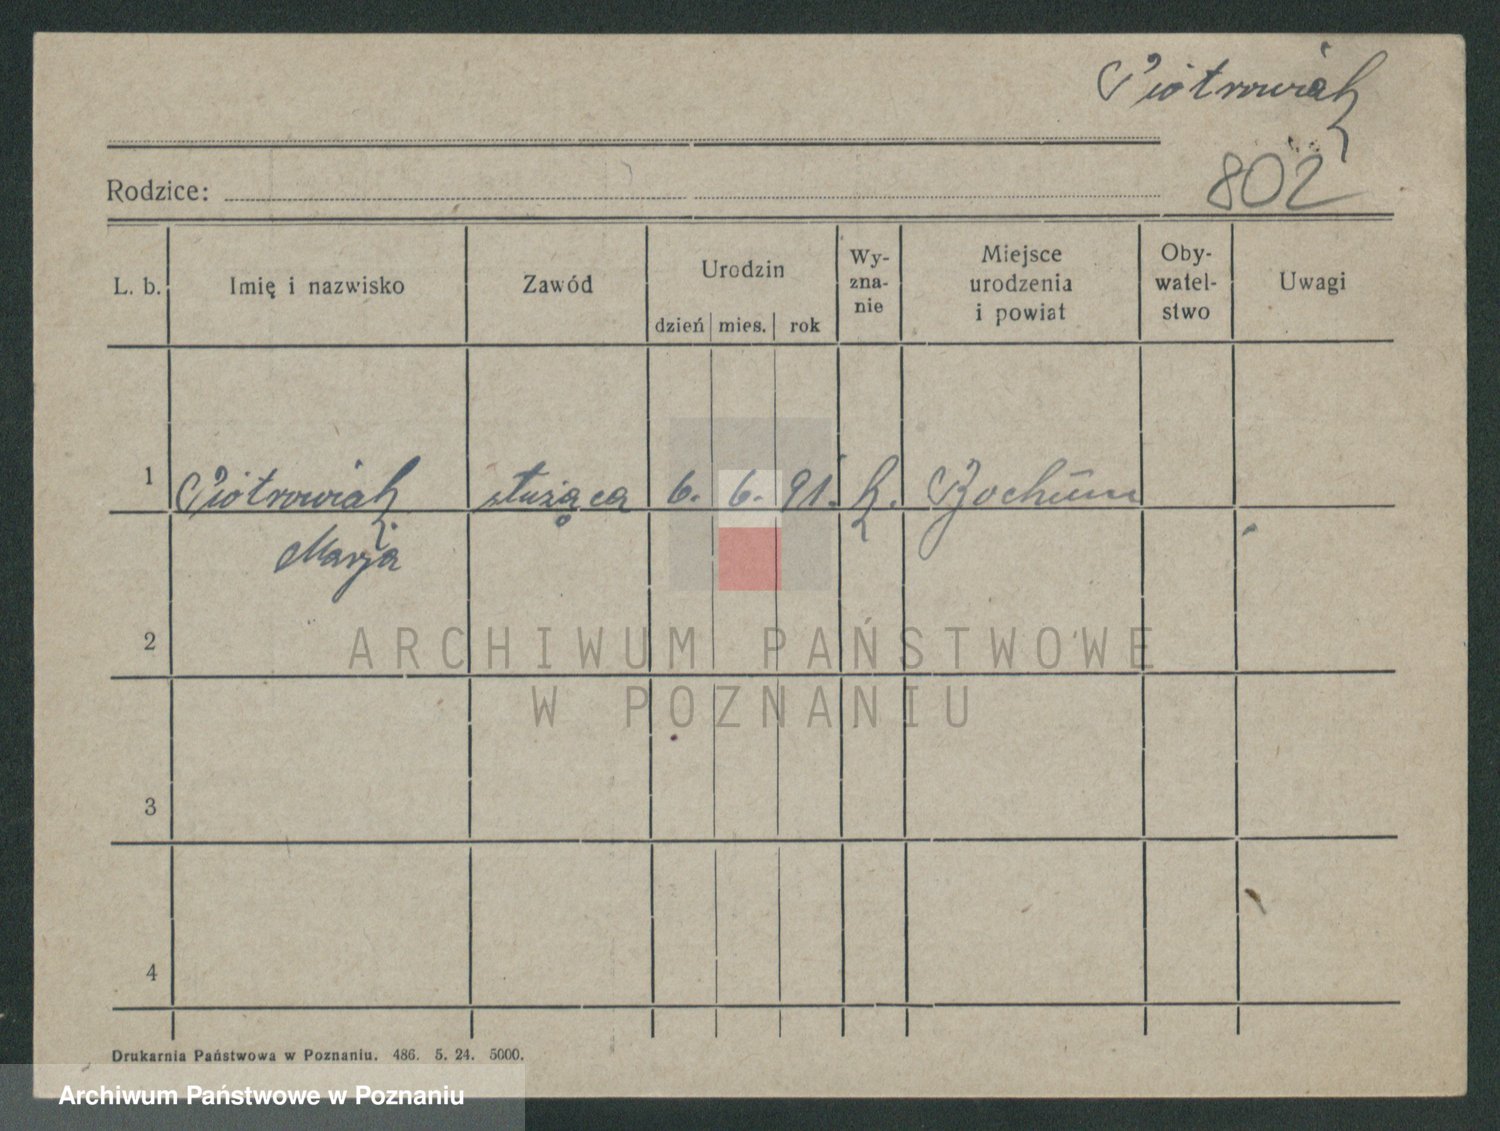 Piotrowiak
802
Rodzice:
L. b.
Imię i nazwisko
Zawód
Urodzin
dzień mies. rok
Wy-
zna-
nie
Miejsce
urodzenia
i powiat
Oby-
watel-
stwo
Uwagi
1 Piotrowiak służąca 6. 6. 91. k. Bochum
Marja
2
ARCHIWUM PAŃSTWOWE
W POZNANIU
3
4
Drukarnia Państwowa w Poznaniu. 486. 5. 24. 5000.
Archiwum Państwowe w Poznaniu